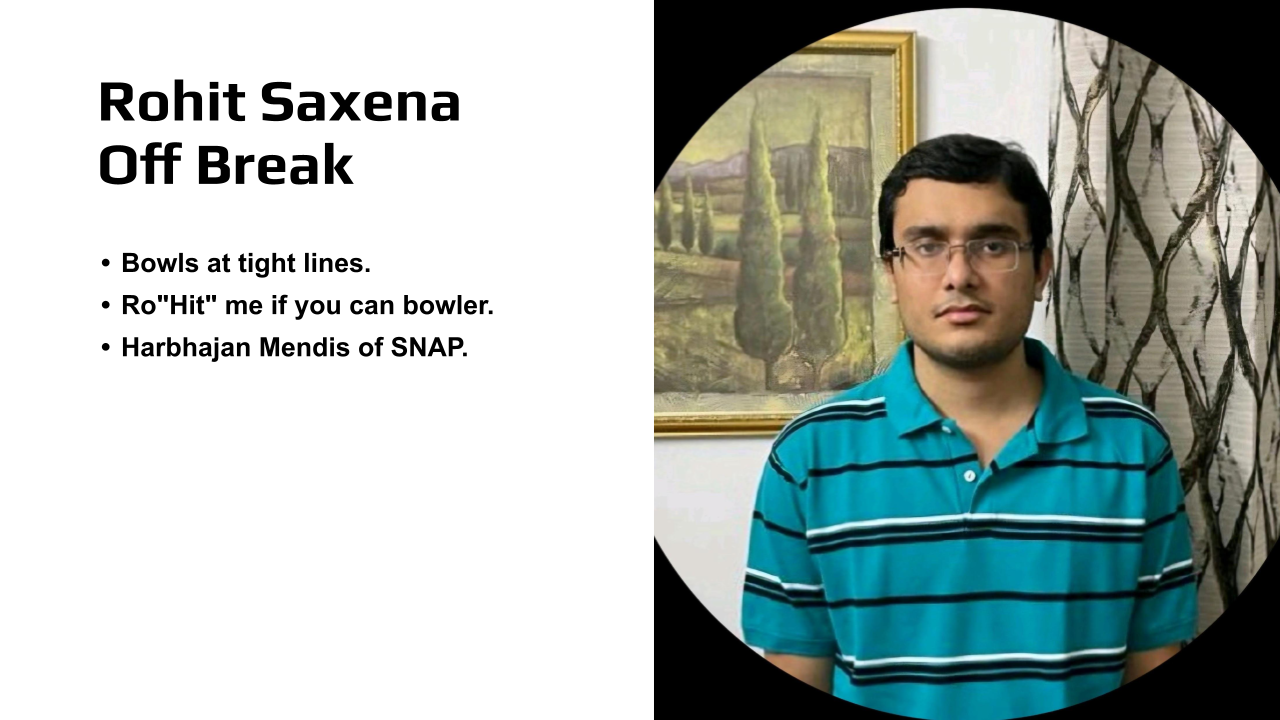 Rohit Saxena
Off Break
• Bowls at tight lines.
• Ro"Hit" me if you can bowler.
• Harbhajan Mendis of SNAP.